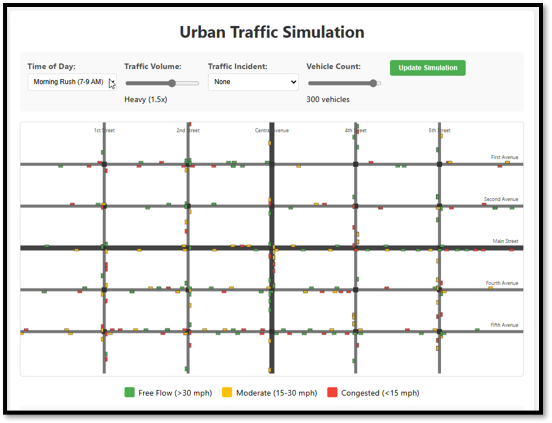 Urban Traffic Simulation
Time of Day:
Traffic Volume:
Traffic Incident:
Vehicle Count:
Update Simulation
Morning Rush (7-9 AM)
None
Heavy (1.5x)
300 vehicles
1st Street
2nd Street
Central Avenue
4th Street
5th Street
First Avenue
Second Avenue
Main Street
Fourth Avenue
Fifth Avenue
Free Flow (>30 mph)
Moderate (15-30 mph)
Congested (<15 mph)